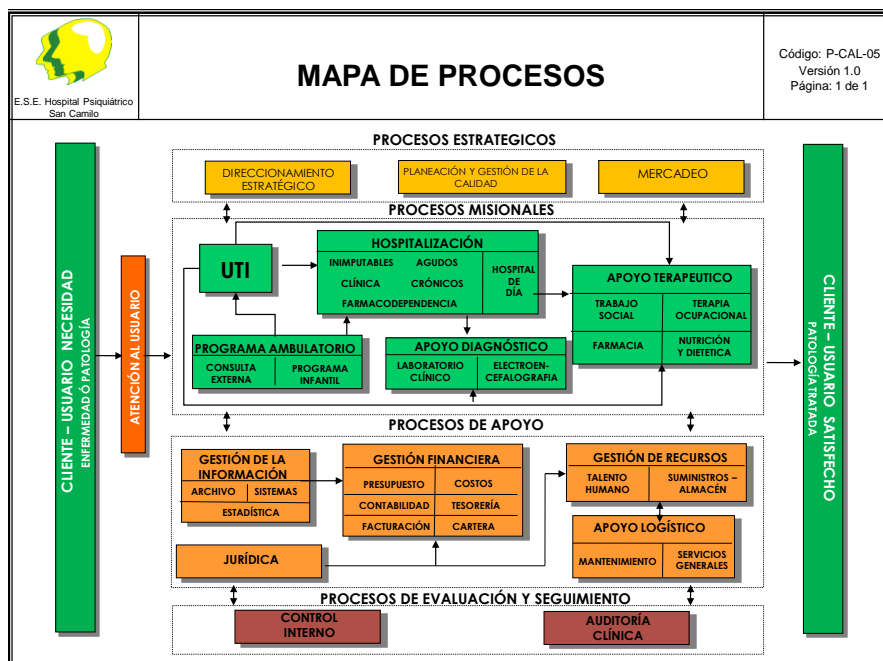 E.S.E. Hospital Psiquiátrico
San Camilo
MAPA DE PROCESOS
Código: P-CAL-05
Versión 1.0
Página: 1 de 1
CLIENTE – USUARIO NECESIDAD
ENFERMEDAD Ó PATOLOGÍA
ATENCIÓN AL USUARIO
PROCESOS ESTRATEGICOS
DIRECCIONAMIENTO
ESTRATÉGICO
PLANEACIÓN Y GESTIÓN DE LA
CALIDAD
MERCADEO
PROCESOS MISIONALES
UTI
HOSPITALIZACIÓN
INIMPUTABLES
AGUDOS
CLÍNICA
CRÓNICOS
FARMACODEPENDENCIA
HOSPITAL
DE
DÍA
APOYO TERAPEUTICO
TRABAJO
SOCIAL
TERAPIA
OCUPACIONAL
FARMACIA
NUTRICIÓN
Y DIETETICA
PROGRAMA AMBULATORIO
CONSULTA
EXTERNA
PROGRAMA
INFANTIL
APOYO DIAGNÓSTICO
LABORATORIO
CLÍNICO
ELECTROEN-
CEFALOGRAFIA
PROCESOS DE APOYO
GESTIÓN DE LA
INFORMACIÓN
ARCHIVO
SISTEMAS
ESTADÍSTICA
GESTIÓN FINANCIERA
PRESUPUESTO
COSTOS
CONTABILIDAD
TESORERÍA
FACTURACIÓN
CARTERA
GESTIÓN DE RECURSOS
TALENTO
HUMANO
SUMINISTROS –
ALMACÉN
JURÍDICA
APOYO LOGÍSTICO
MANTENIMIENTO
SERVICIOS
GENERALES
PROCESOS DE EVALUACIÓN Y SEGUIMIENTO
CONTROL
INTERNO
AUDITORÍA
CLÍNICA
CLIENTE – USUARIO SATISFECHO
PATOLOGÍA TRATADA